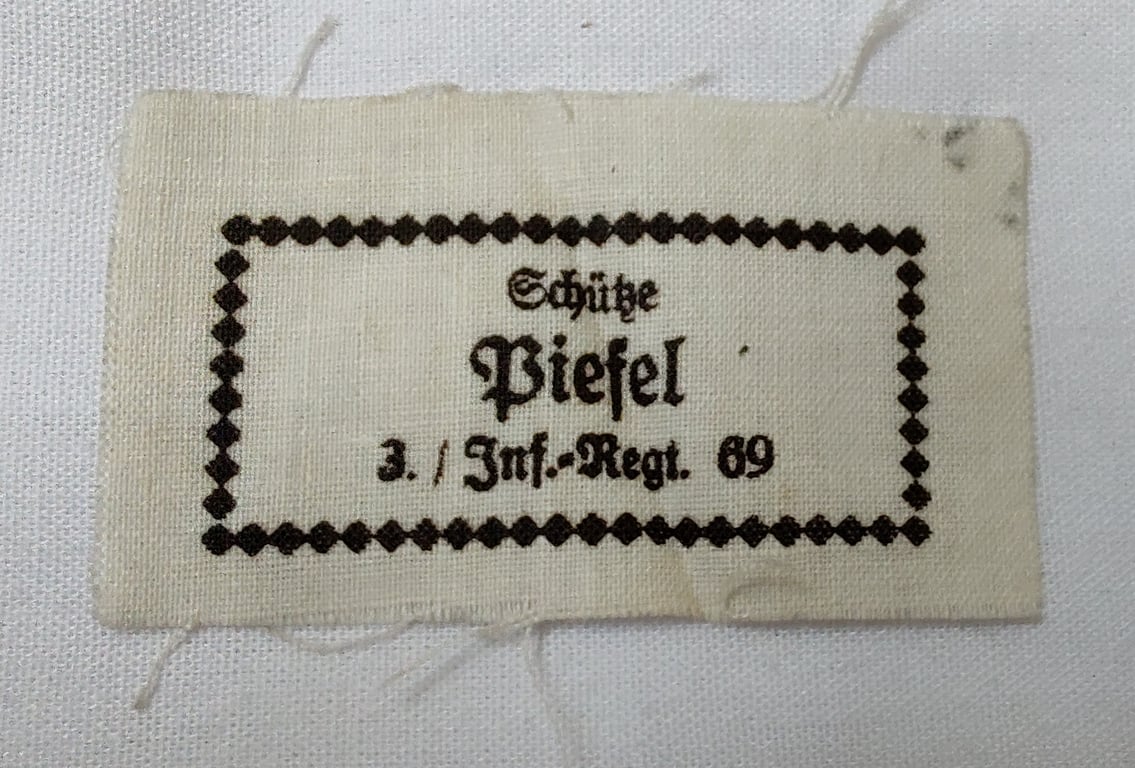 Schütze
Piefel
3. / Inf.-Regt. 69